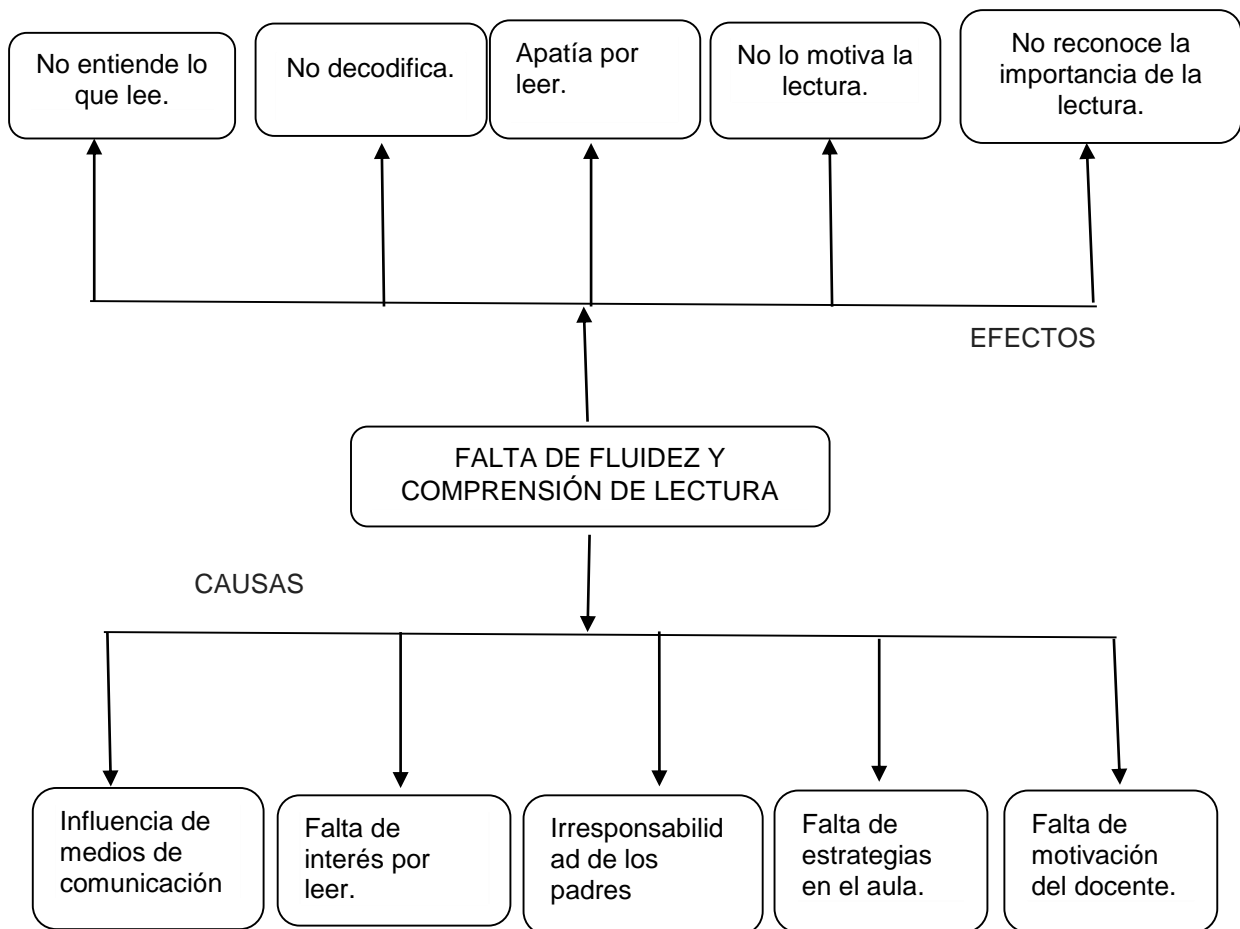 No entiende lo
que lee.
No decodifica.
Apatía por
leer.
No lo motiva la
lectura.
No reconoce la
importancia de la
lectura.
EFECTOS
FALTA DE FLUIDEZ Y
COMPRENSIÓN DE LECTURA
CAUSAS
Influencia de
medios de
comunicación
Falta de
interés por
leer.
Irresponsabilid
ad de los
padres
Falta de
estrategias
en el aula.
Falta de
motivación
del docente.